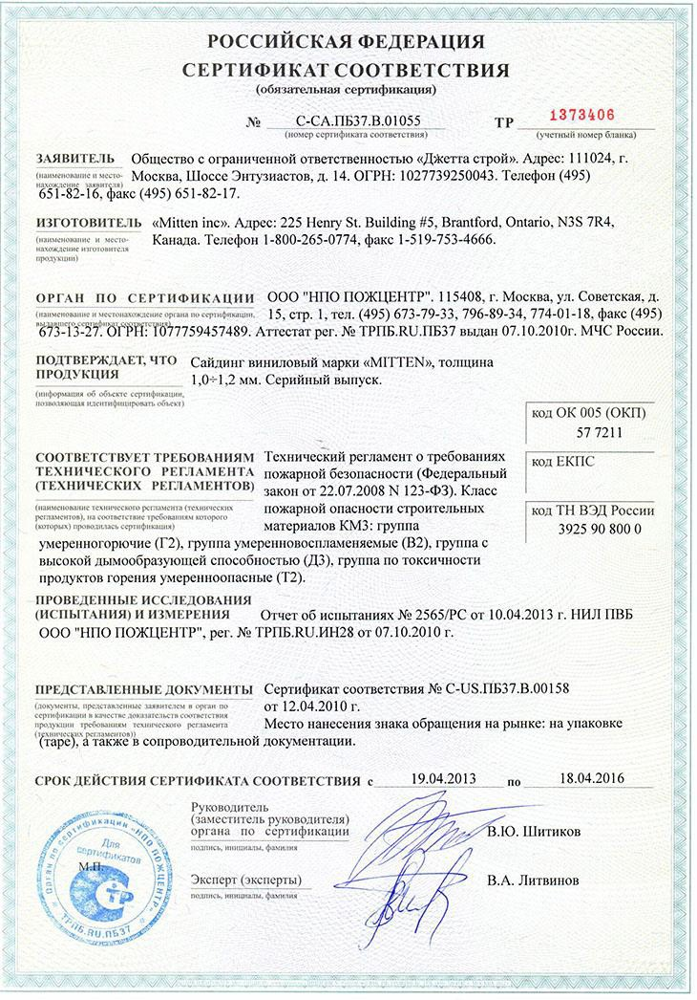 РОССИЙСКАЯ ФЕДЕРАЦИЯ
СЕРТИФИКАТ СООТВЕТСТВИЯ
(обязательная сертификация)
№ С-СА.ПБ37.В.01055 ТР 1373406
(номер сертификата соответствия) (учетный номер бланка)
ЗАЯВИТЕЛЬ Общество с ограниченной ответственностью «Джетта строй». Адрес: 111024, г.
(наименование и место-нахождение заявителя) Москва, Шоссе Энтузиастов, д. 14. ОГРН: 1027739250043. Телефон (495)
651-82-16, факс (495) 651-82-17.
ИЗГОТОВИТЕЛЬ «Mitten inc». Адрес: 225 Henry St. Building #5, Brantford, Ontario, N3S 7R4,
(наименование и место- Канада. Телефон 1-800-265-0774, факс 1-519-753-4666.
нахождение изготовителя
продукции)
ОРГАН ПО СЕРТИФИКАЦИИ ООО "НПО ПОЖЦЕНТР". 115408, г. Москва, ул. Советская, д.
(наименование и местонахождение органа по сертификации, 15, стр. 1, тел. (495) 673-79-33, 796-89-34, 774-01-18, факс (495)
выдавшего сертификат соответствия)
673-13-27. ОГРН: 1077759457489. Аттестат рег. № ТРПБ.RU.ПБ37 выдан 07.10.2010г. МЧС России.
ПОДТВЕРЖДАЕТ, ЧТО Сайдинг виниловый марки «MITTEN», толщина
ПРОДУКЦИЯ 1,0÷1,2 мм. Серийный выпуск.
(информация об объекте сертификации,
позволяющая идентифицировать объект)
код ОК 005 (ОКП)
57 7211
СООТВЕТСТВУЕТ ТРЕБОВАНИЯМ Технический регламент о требованиях код ЕКПС
ТЕХНИЧЕСКОГО РЕГЛАМЕНТА пожарной безопасности (Федеральный
(ТЕХНИЧЕСКИХ РЕГЛАМЕНТОВ) закон от 22.07.2008 N 123-ФЗ). Класс
(наименование технического регламента (технических пожарной опасности строительных код ТН ВЭД России
регламентов), на соответствие требованиям которого
(которых) проводилась сертификация) материалов КМ3: группа 3925 90 800 0
умеренногорючие (Г2), группа умеренновоспламеняемые (В2), группа с
высокой дымообразующей способностью (Д3), группа по токсичности
продуктов горения умеренноопасные (Т2).
ПРОВЕДЕННЫЕ ИССЛЕДОВАНИЯ
(ИСПЫТАНИЯ) И ИЗМЕРЕНИЯ Отчет об испытаниях № 2565/РС от 10.04.2013 г. НИЛ ПВБ
ООО "НПО ПОЖЦЕНТР", рег. № ТРПБ.RU.ИН28 от 07.10.2010 г.
ПРЕДСТАВЛЕННЫЕ ДОКУМЕНТЫ Сертификат соответствия № C-US.ПБ37.В.00158
(документы, представленные заявителем в орган по от 12.04.2010 г.
сертификации в качестве доказательств соответствия
продукции требованиям технического регламента Место нанесения знака обращения на рынке: на упаковке
(технических регламентов))
(таре), а также в сопроводительной документации.
СРОК ДЕЙСТВИЯ СЕРТИФИКАТА СООТВЕТСТВИЯ с 19.04.2013 по 18.04.2016
Руководитель
(заместитель руководителя)
органа по сертификации В.Ю. Шитиков
подпись, инициалы, фамилия
М.П.
Эксперт (эксперты) В.А. Литвинов
подпись, инициалы, фамилия
Орган по сертификации "НПО ПОЖЦЕНТР"
Для
сертификатов
ТРПБ.RU.ПБ37